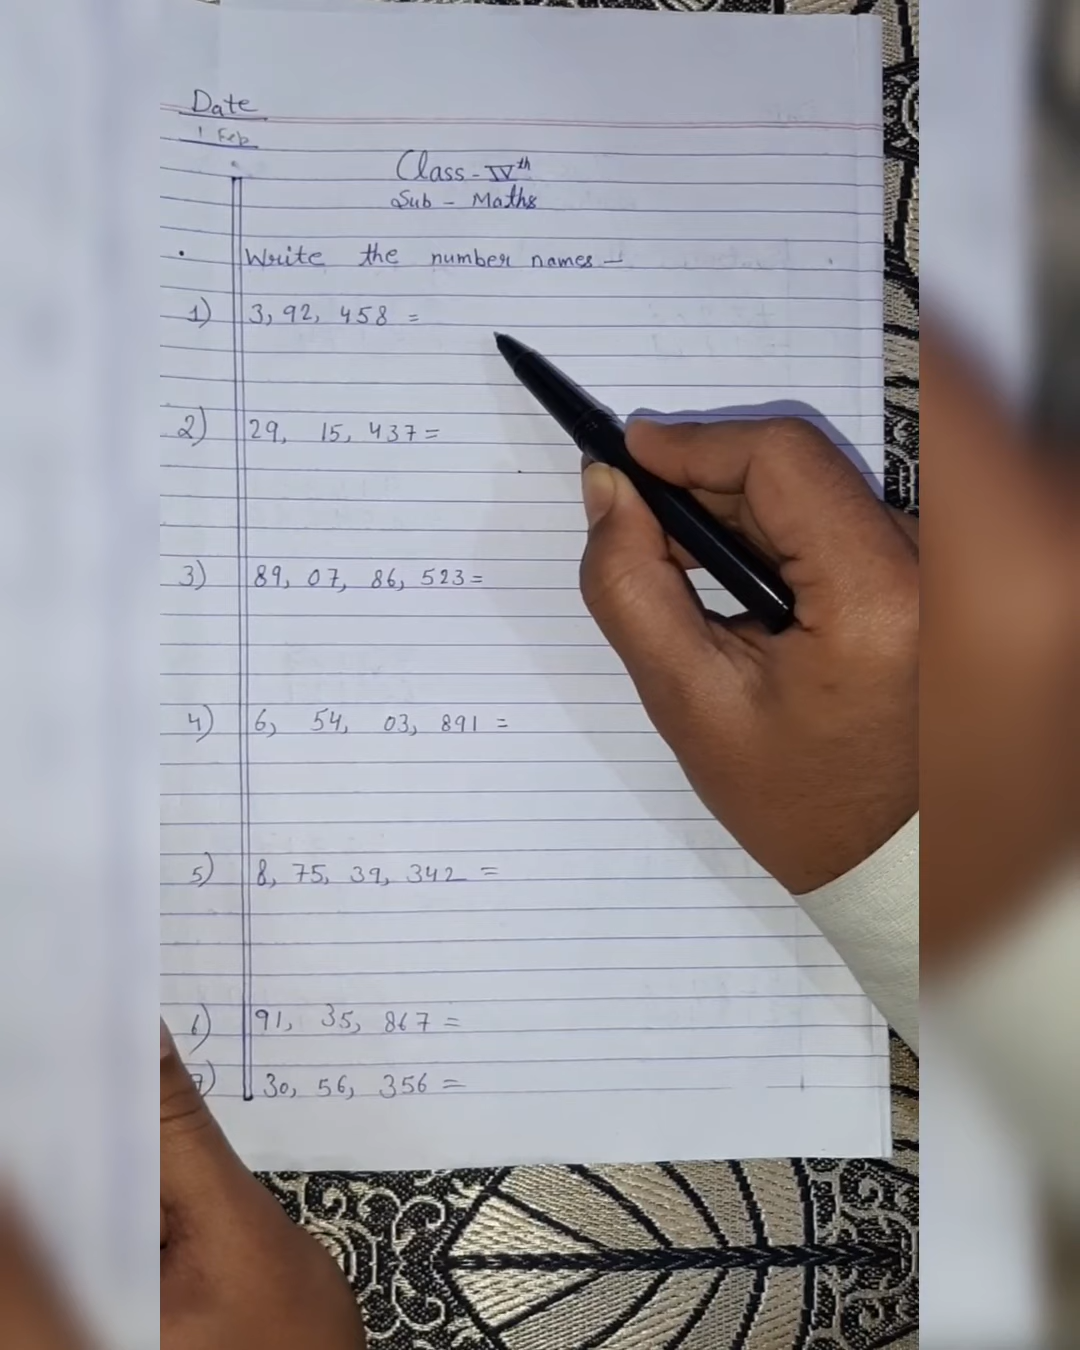 Date
1 Feb
Class - IVth
Sub - Maths
Write the number names -
1) 3, 92, 458 =
2) 29, 15, 437 =
3) 89, 07, 86, 523 =
4) 6, 54, 03, 891 =
5) 8, 75, 39, 342 =
6) 91, 35, 867 =
7) 30, 56, 356 =